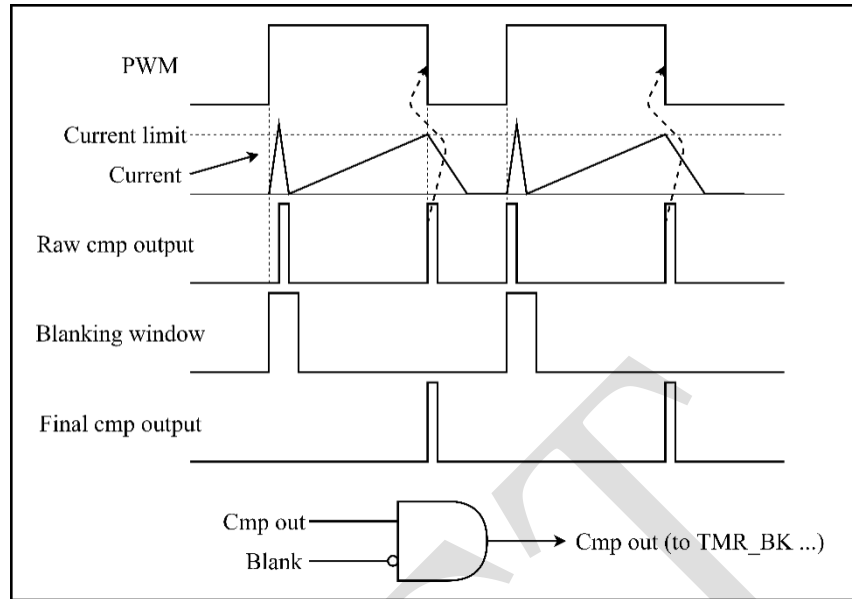 PWM
Current limit
Current
Raw cmp output
Blanking window
Final cmp output
Cmp out
Blank
Cmp out (to TMR_BK ...)